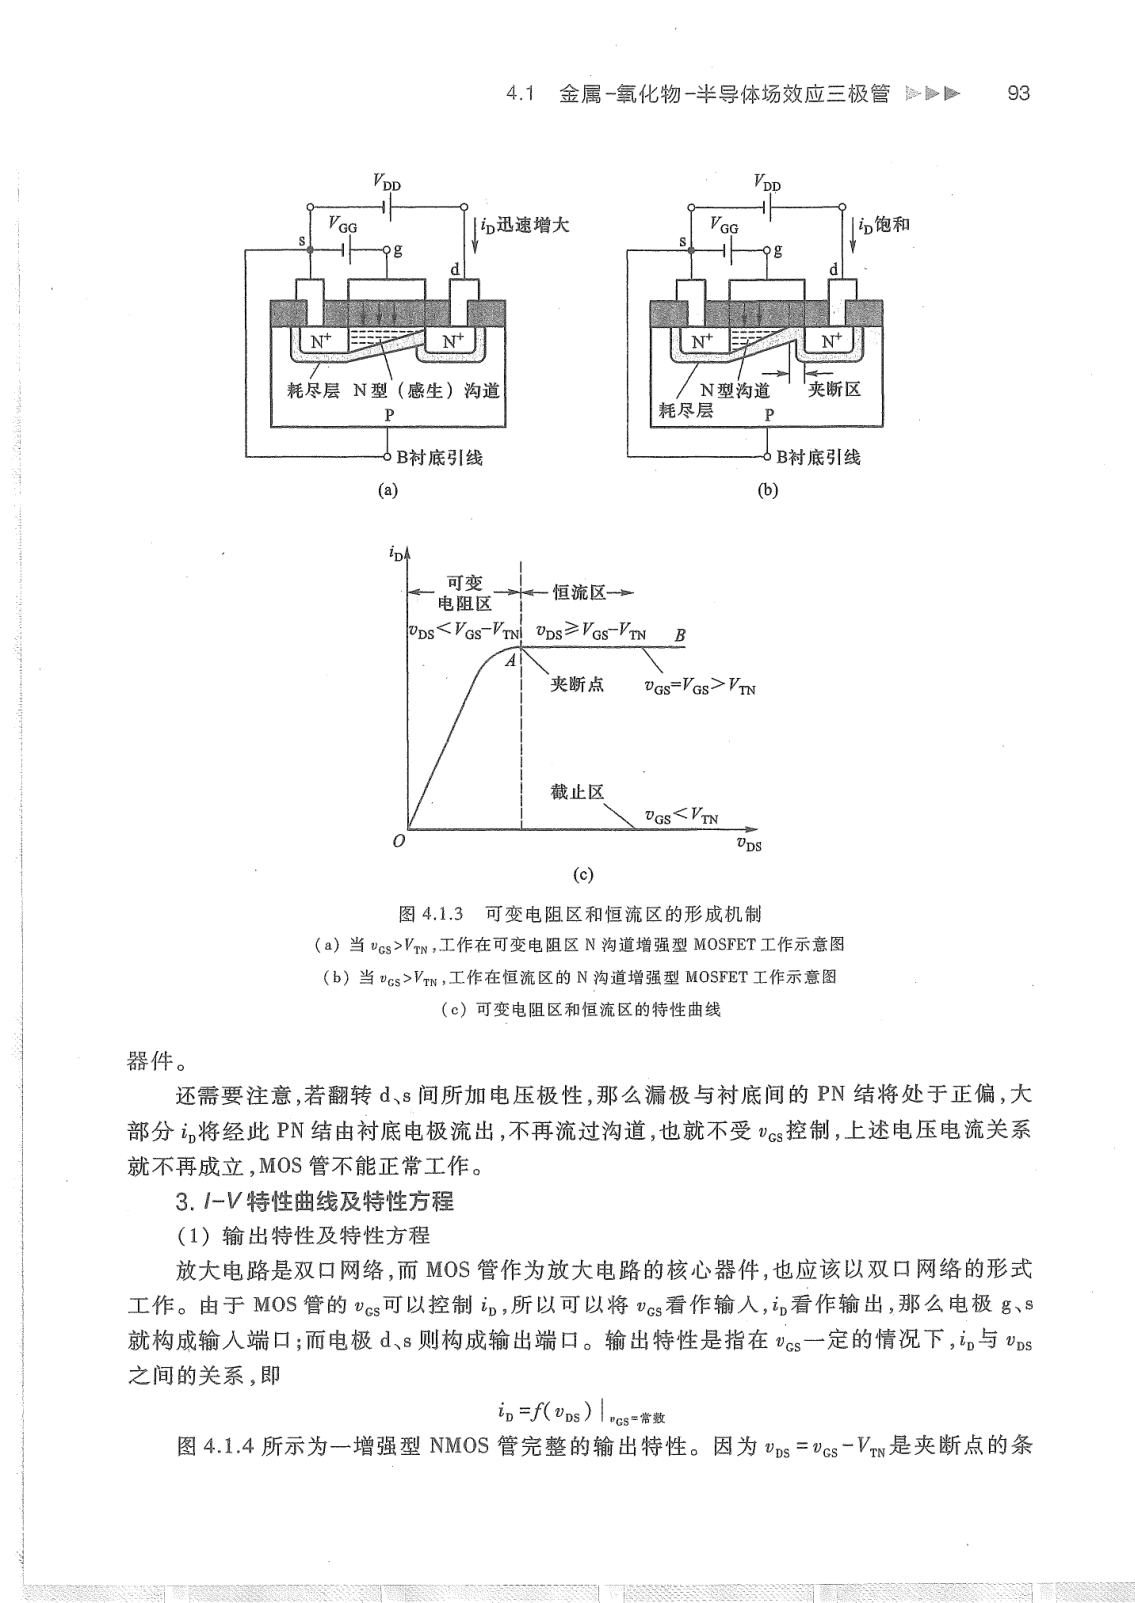 4.1 金属-氧化物-半导体场效应三极管 93
V_DD
V_GG
i_D迅速增大
s
g
d
N⁺
N⁺
耗尽层 N型（感生）沟道
P
B衬底引线
(a)
V_DD
V_GG
i_D饱和
s
g
d
N⁺
N⁺
N型沟道 夹断区
耗尽层
P
B衬底引线
(b)
i_D
可变
电阻区
恒流区
v_DS<V_GS-V_TN
v_DS≥V_GS-V_TN
B
A
夹断点
v_GS=V_GS>V_TN
截止区
v_GS<V_TN
O
v_DS
(c)
图 4.1.3 可变电阻区和恒流区的形成机制
(a) 当 v_GS>V_TN,工作在可变电阻区 N 沟道增强型 MOSFET 工作示意图
(b) 当 v_GS>V_TN,工作在恒流区的 N 沟道增强型 MOSFET 工作示意图
(c) 可变电阻区和恒流区的特性曲线
器件。
还需要注意,若翻转 d、s 间所加电压极性,那么漏极与衬底间的 PN 结将处于正偏,大
部分 i_D将经此 PN 结由衬底电极流出,不再流过沟道,也就不受 v_GS控制,上述电压电流关系
就不再成立,MOS 管不能正常工作。
3. I-V 特性曲线及特性方程
(1) 输出特性及特性方程
放大电路是双口网络,而 MOS 管作为放大电路的核心器件,也应该以双口网络的形式
工作。由于 MOS 管的 v_GS可以控制 i_D,所以可以将 v_GS看作输入,i_D看作输出,那么电极 g、s
就构成输入端口;而电极 d、s 则构成输出端口。输出特性是指在 v_GS一定的情况下,i_D与 v_DS
之间的关系,即
i_D=f(v_DS)|v_GS=常数
图 4.1.4 所示为一增强型 NMOS 管完整的输出特性。因为 v_DS=v_GS-V_TN是夹断点的条